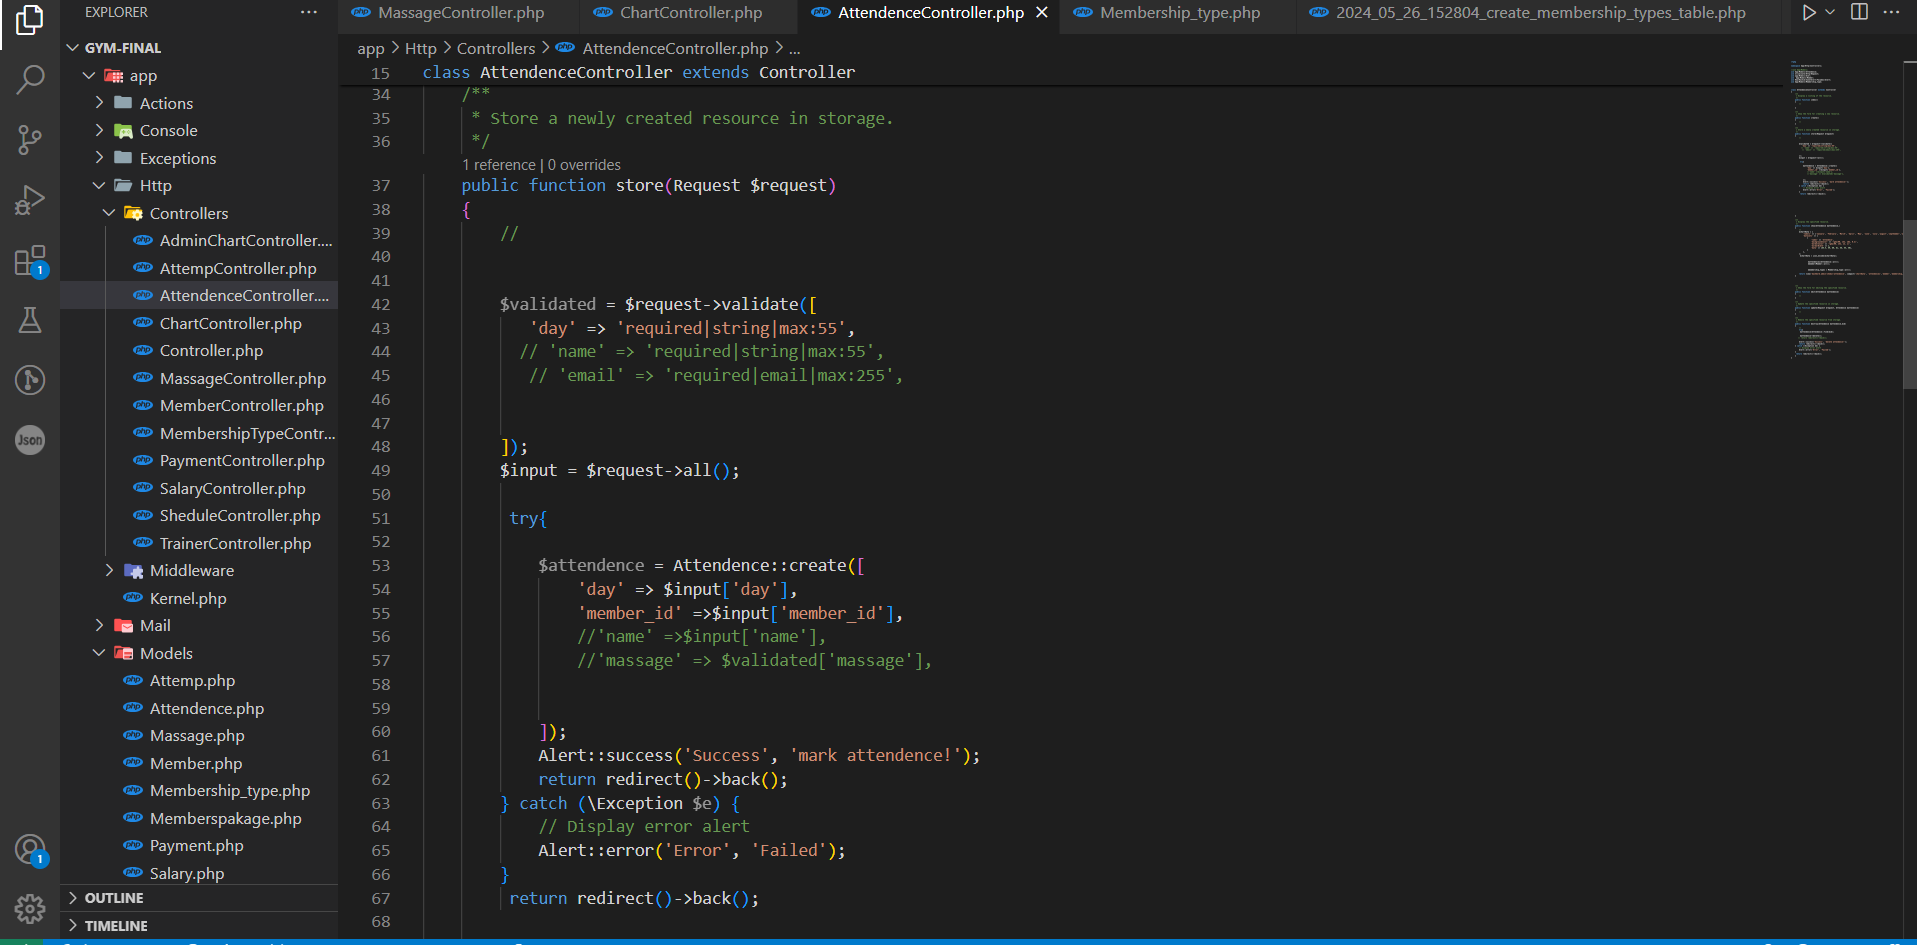 EXPLORER
GYM-FINAL
app
Actions
Console
Exceptions
Http
Controllers
AdminChartController....
AttempController.php
AttendenceController....
ChartController.php
Controller.php
MassageController.php
MemberController.php
MembershipTypeContr...
PaymentController.php
SalaryController.php
SheduleController.php
TrainerController.php
Middleware
Kernel.php
Mail
Models
Attemp.php
Attendence.php
Massage.php
Member.php
Membership_type.php
Memberspakage.php
Payment.php
Salary.php
OUTLINE
TIMELINE
1
Json
1
MassageController.php
ChartController.php
AttendenceController.php
Membership_type.php
2024_05_26_152804_create_membership_types_table.php
app > Http > Controllers > AttendenceController.php > ...
15 class AttendenceController extends Controller
34 /**
35 * Store a newly created resource in storage.
36 */
1 reference | 0 overrides
37 public function store(Request $request)
38 {
39 //
40
41
42 $validated = $request->validate([
43 'day' => 'required|string|max:55',
44 // 'name' => 'required|string|max:55',
45 // 'email' => 'required|email|max:255',
46
47
48 ]);
49 $input = $request->all();
50
51 try{
52
53 $attendence = Attendence::create([
54 'day' => $input['day'],
55 'member_id' =>$input['member_id'],
56 //'name' =>$input['name'],
57 //'massage' => $validated['massage'],
58
59
60 ]);
61 Alert::success('Success', 'mark attendence!');
62 return redirect()->back();
63 } catch (\Exception $e) {
64 // Display error alert
65 Alert::error('Error', 'Failed');
66 }
67 return redirect()->back();
68